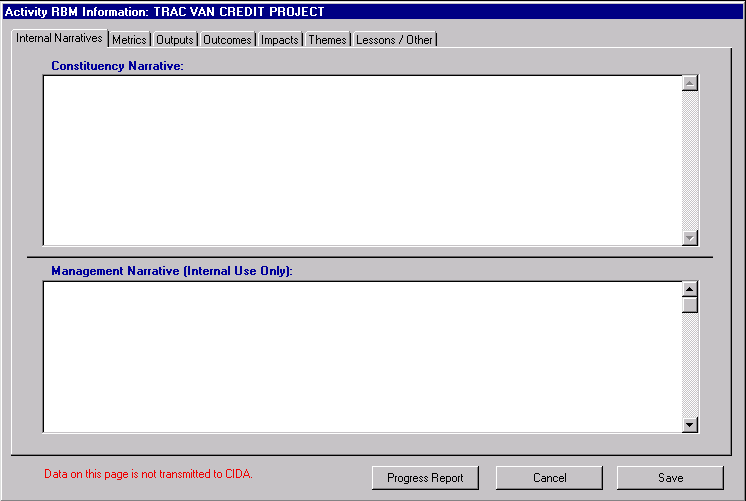 Activity RBM Information: TRAC VAN CREDIT PROJECT
Internal Narratives Metrics Outputs Outcomes Impacts Themes Lessons / Other
Constituency Narrative:
Management Narrative (Internal Use Only):
Data on this page is not transmitted to CIDA.
Progress Report Cancel Save